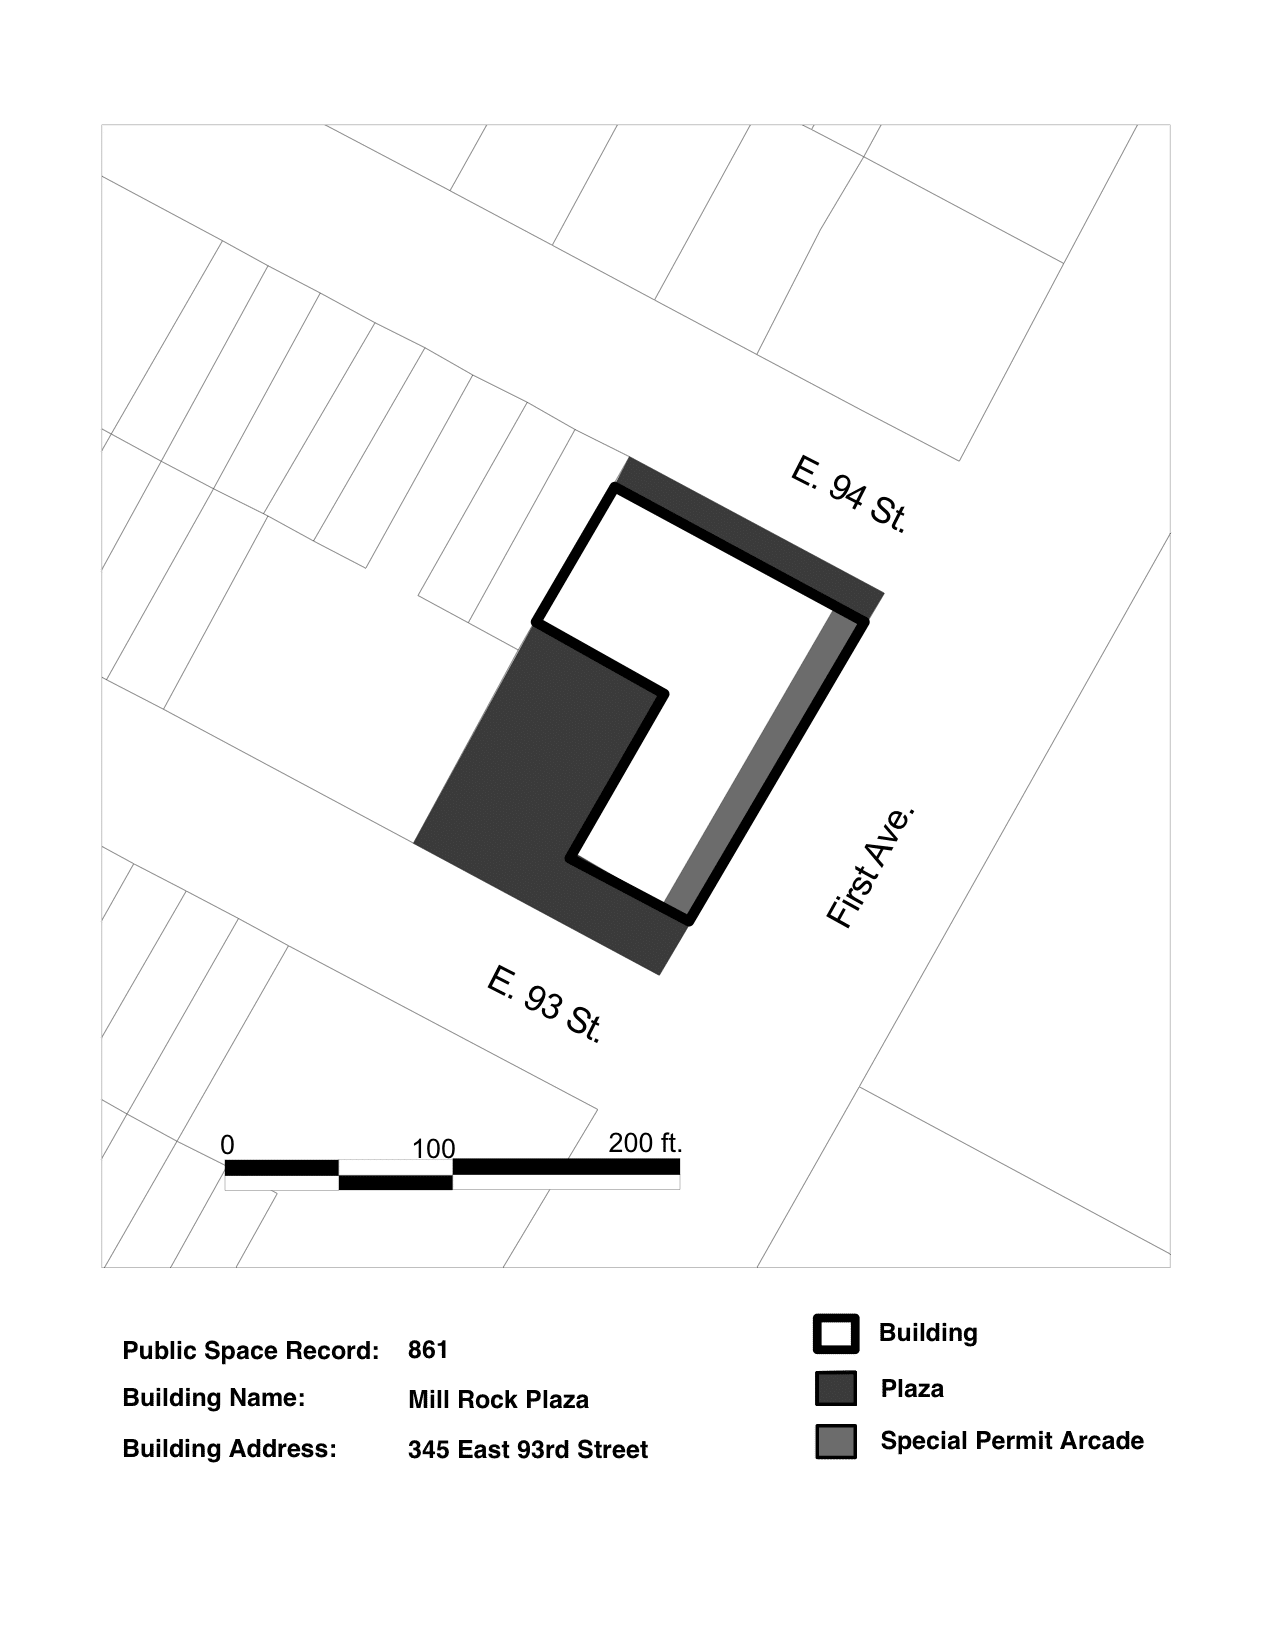 E. 94 St.
First Ave.
E. 93 St.
0 100 200 ft.
Public Space Record: 861
Building Name: Mill Rock Plaza
Building Address: 345 East 93rd Street
Building
Plaza
Special Permit Arcade